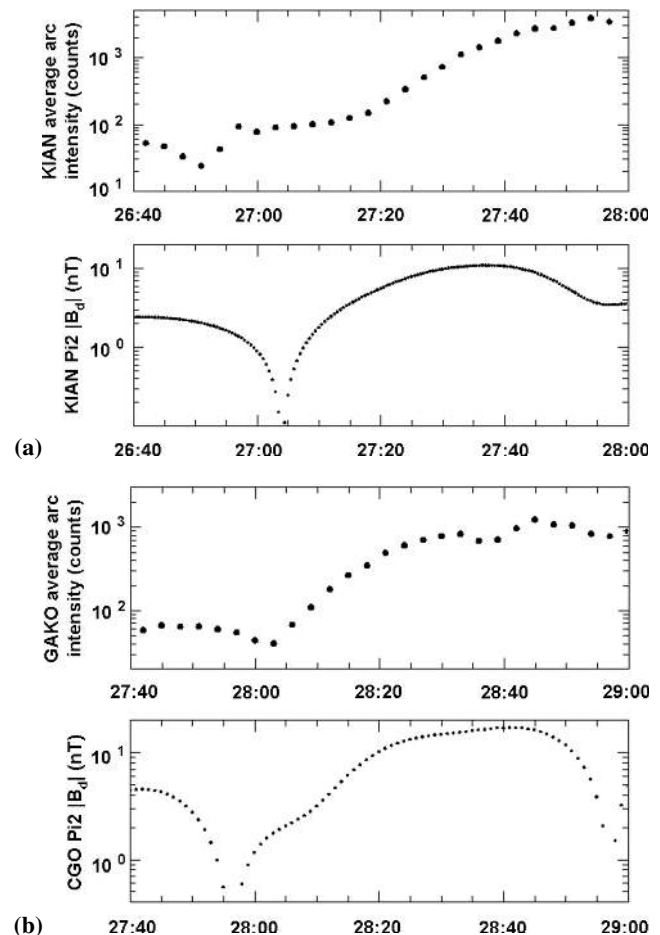 KIAN average arc
intensity (counts)
10 3
10 2
10 1
26:40 27:00 27:20 27:40 28:00
KIAN Pi2 |B_d| (nT)
10 1
10 0
(a)
26:40 27:00 27:20 27:40 28:00
GAKO average arc
intensity (counts)
10 3
10 2
27:40 28:00 28:20 28:40 29:00
CGO Pi2 |B_d| (nT)
10 1
10 0
(b)
27:40 28:00 28:20 28:40 29:00